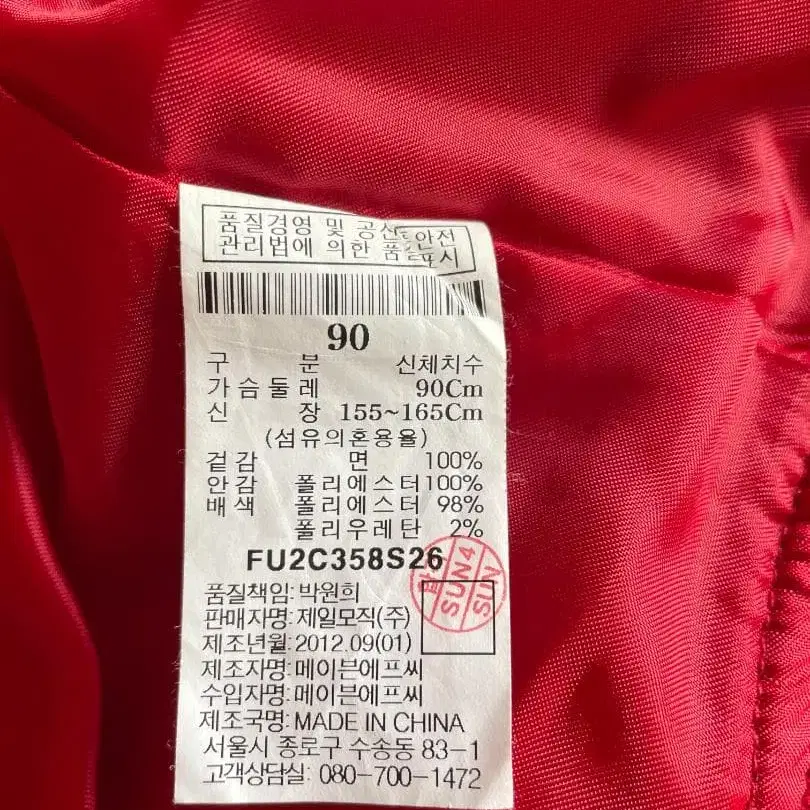 품질경영 및 공산 안전
관리법에 의한 품 표시
90
구 분 신체치수
가슴둘레 90Cm
신 장 155~165Cm
(섬유의혼용율)
겉감 면 100%
안감 폴리에스터100%
배색 폴리에스터 98%
폴리우레탄 2%
FU2C358S26
SUN4
SUN
품질책임: 박원희
판매자명: 제일모직(주)
제조년월: 2012.09(01)
제조자명: 메이븐에프씨
수입자명: 메이븐에프씨
제조국명: MADE IN CHINA
서울시 종로구 수송동 83-1
고객상담실: 080-700-1472